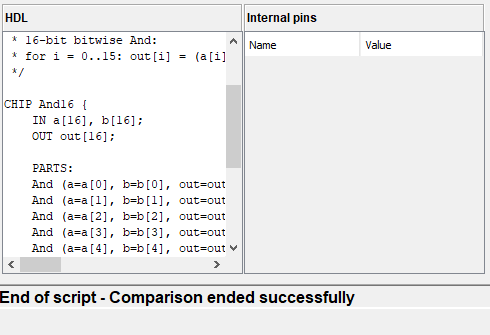 HDL
* 16-bit bitwise And:
* for i = 0..15: out[i] = (a[i]
*/
CHIP And16 {
IN a[16], b[16];
OUT out[16];
PARTS:
And (a=a[0], b=b[0], out=out
And (a=a[1], b=b[1], out=out
And (a=a[2], b=b[2], out=out
And (a=a[3], b=b[3], out=out
And (a=a[4], b=b[4], out=out
Internal pins
Name Value
End of script - Comparison ended successfully